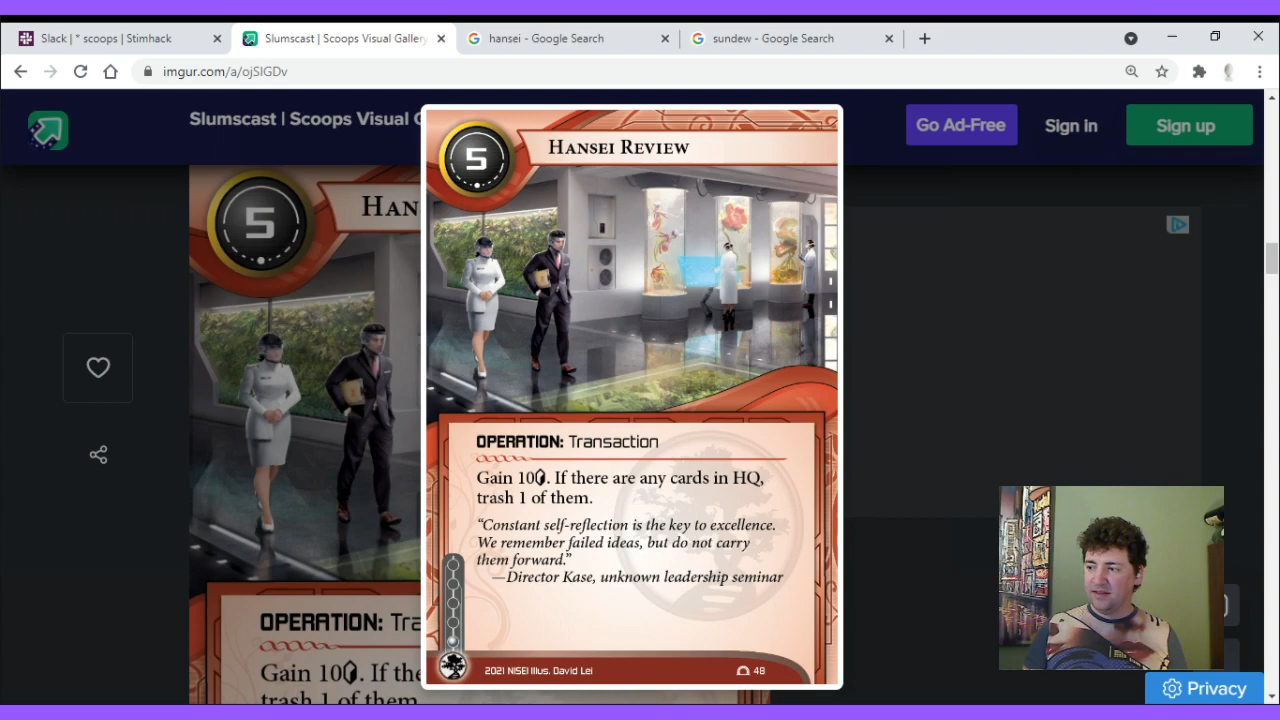 Slack | * scoops | Stimhack
Slumscast | Scoops Visual Gallery
hansei - Google Search
sundew - Google Search
imgur.com/a/ojSIGDv
Slumscast | Scoops Visual G
Go Ad-Free
Sign in
Sign up
5
HAN
OPERATION: Tra
Gain 10. If the
trash 1 of them.
5
HANSEI REVIEW
OPERATION: Transaction
Gain 10. If there are any cards in HQ,
trash 1 of them.
“Constant self-reflection is the key to excellence.
We remember failed ideas, but do not carry
them forward.”
—Director Kase, unknown leadership seminar
2021 NISEI Illus. David Lei
48
Privacy